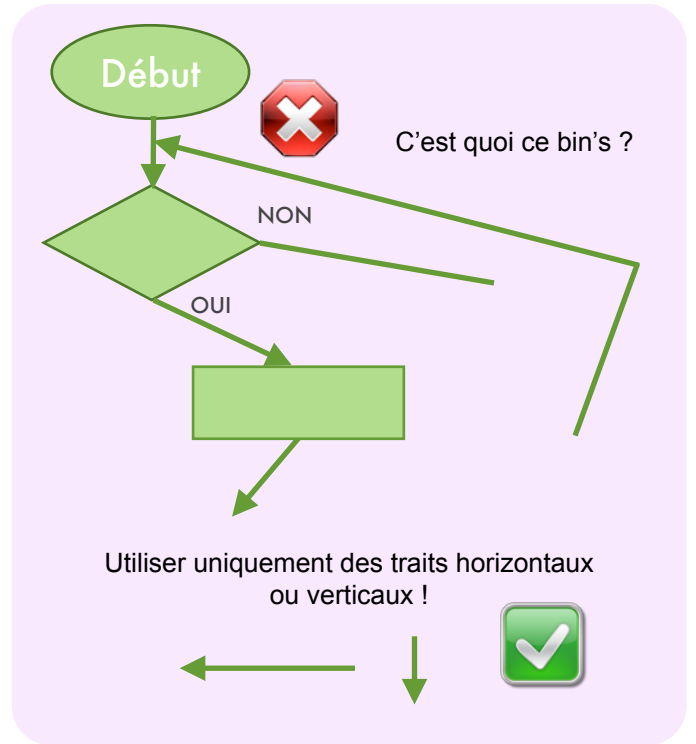 Début
C'est quoi ce bin's ?
NON
OUI
Utiliser uniquement des traits horizontaux
ou verticaux !